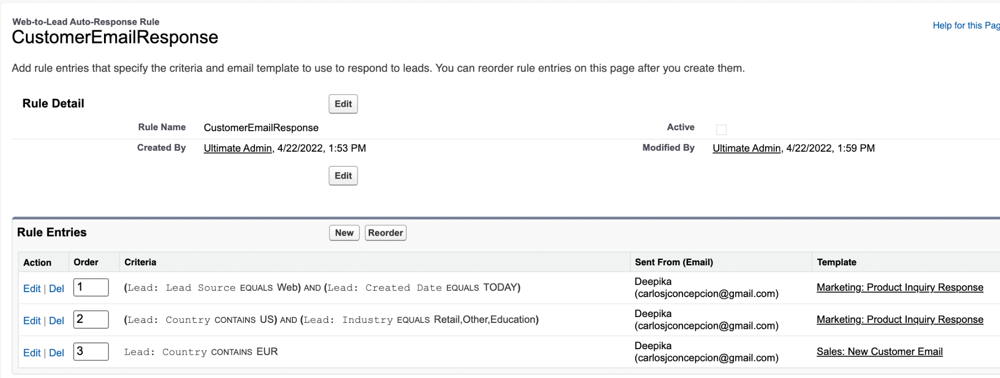 Web-to-Lead Auto-Response Rule
CustomerEmailResponse
Help for this Pag
Add rule entries that specify the criteria and email template to use to respond to leads. You can reorder rule entries on this page after you create them.
Rule Detail
Edit
Rule Name CustomerEmailResponse Active
Created By Ultimate Admin, 4/22/2022, 1:53 PM Modified By Ultimate Admin, 4/22/2022, 1:59 PM
Edit
Rule Entries New Reorder
Action Order Criteria Sent From (Email) Template
Edit | Del 1 (Lead: Lead Source EQUALS Web) AND (Lead: Created Date EQUALS TODAY) Deepika Marketing: Product Inquiry Response
(carlosjconcepcion@gmail.com)
Edit | Del 2 (Lead: Country CONTAINS US) AND (Lead: Industry EQUALS Retail,Other,Education) Deepika Marketing: Product Inquiry Response
(carlosjconcepcion@gmail.com)
Edit | Del 3 Lead: Country CONTAINS EUR Deepika Sales: New Customer Email
(carlosjconcepcion@gmail.com)